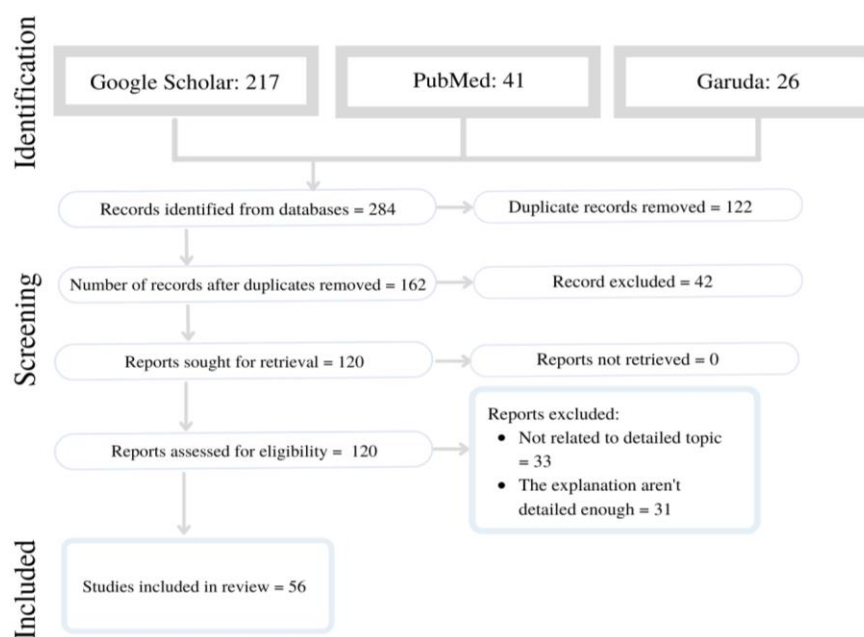 Identification
Google Scholar: 217
PubMed: 41
Garuda: 26
Records identified from databases = 284
Duplicate records removed = 122
Screening
Number of records after duplicates removed = 162
Record excluded = 42
Reports sought for retrieval = 120
Reports not retrieved = 0
Reports assessed for eligibility = 120
Reports excluded:
• Not related to detailed topic
= 33
• The explanation aren't
detailed enough = 31
Included
Studies included in review = 56